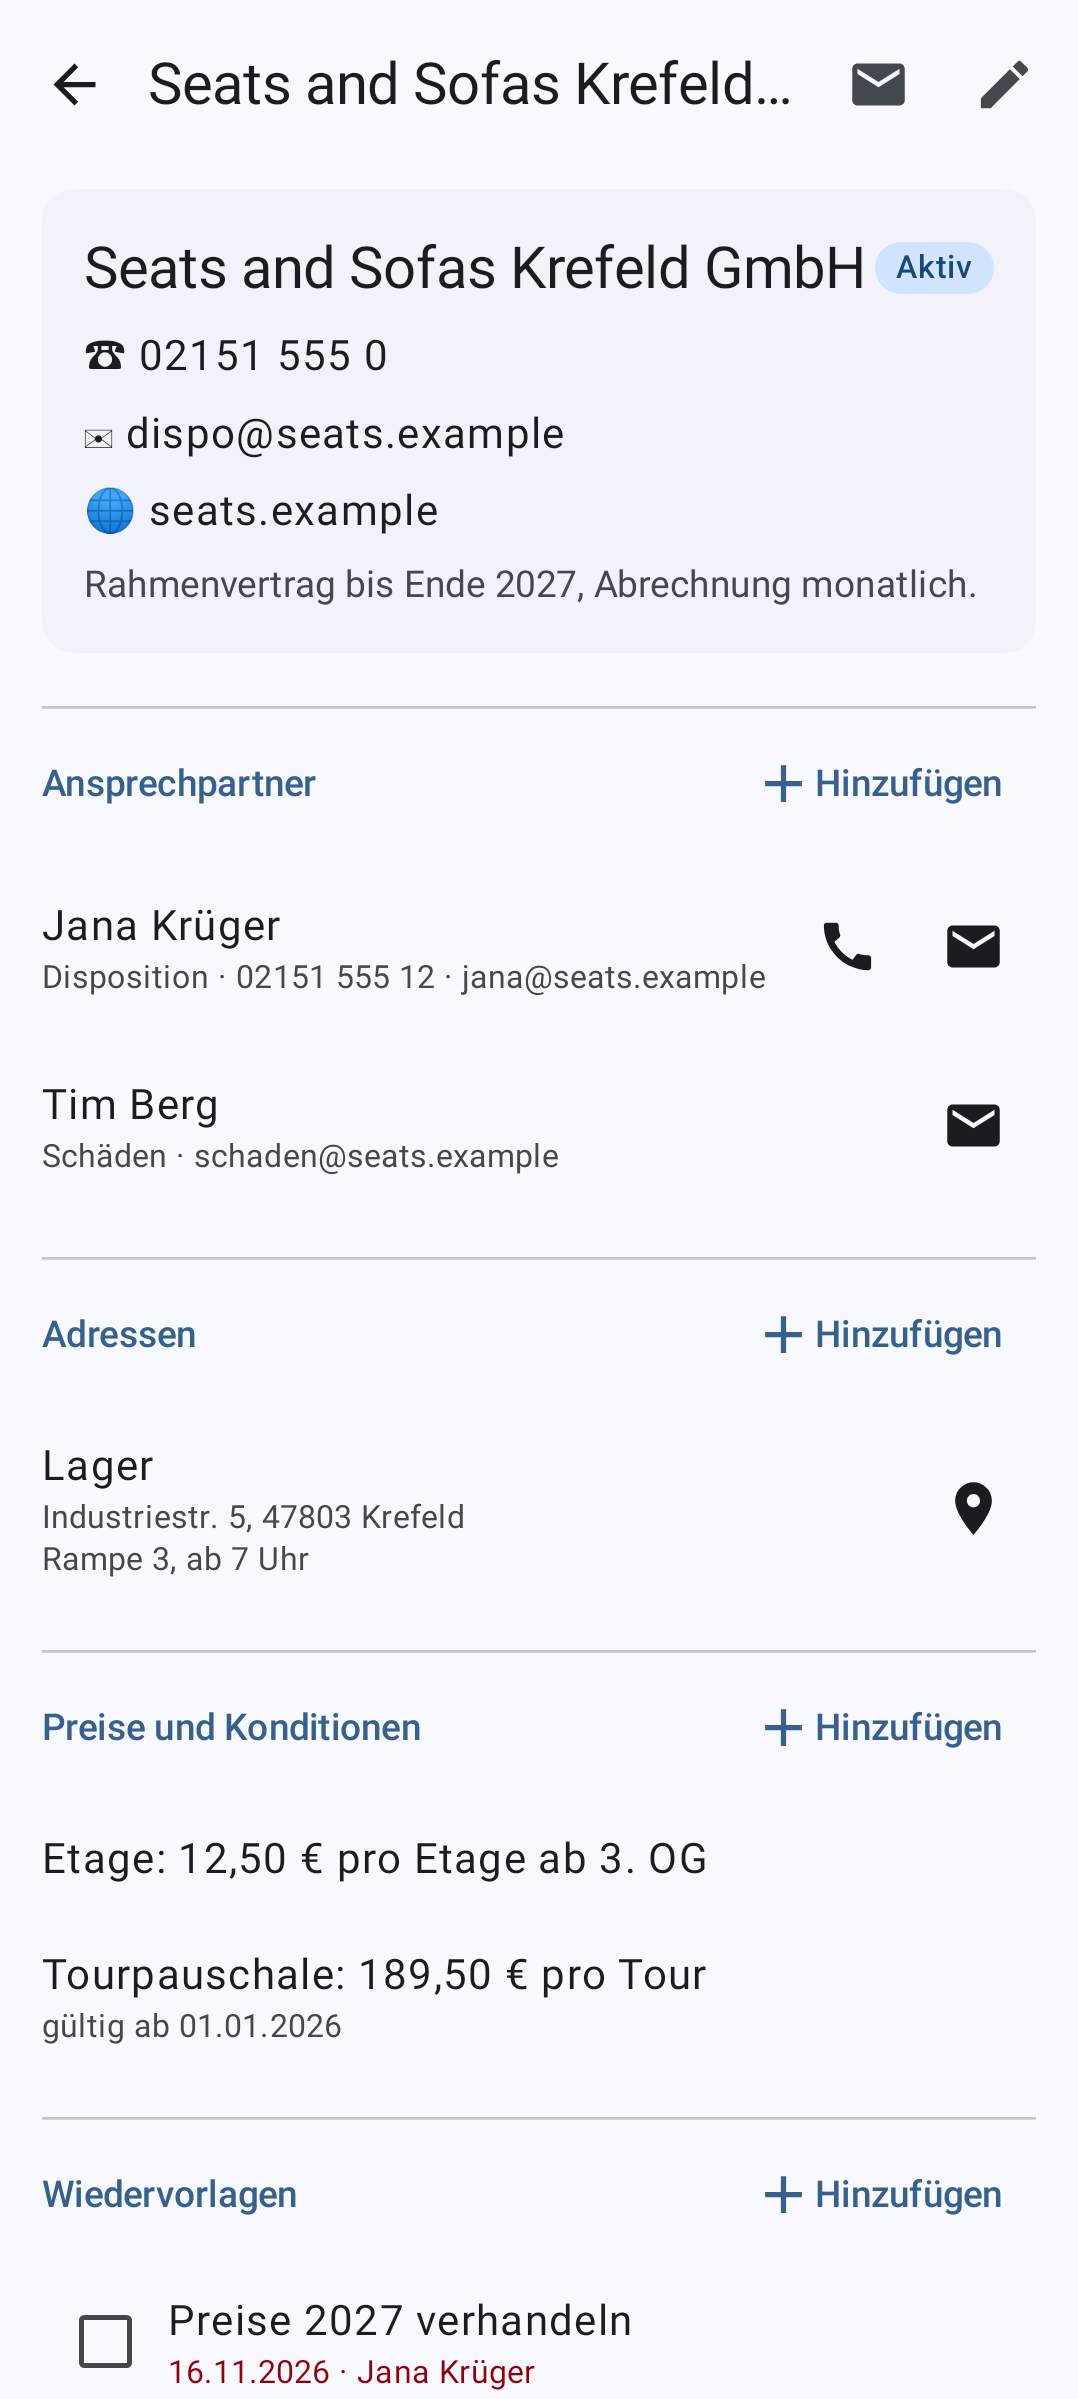 Seats and Sofas Krefeld...
Seats and Sofas Krefeld GmbH Aktiv
☎ 02151 555 0
✉ dispo@seats.example
🌐 seats.example
Rahmenvertrag bis Ende 2027, Abrechnung monatlich.
Ansprechpartner + Hinzufügen
Jana Krüger
Disposition · 02151 555 12 · jana@seats.example
Tim Berg
Schäden · schaden@seats.example
Adressen + Hinzufügen
Lager
Industriestr. 5, 47803 Krefeld
Rampe 3, ab 7 Uhr
Preise und Konditionen + Hinzufügen
Etage: 12,50 € pro Etage ab 3. OG
Tourpauschale: 189,50 € pro Tour
gültig ab 01.01.2026
Wiedervorlagen + Hinzufügen
Preise 2027 verhandeln
16.11.2026 · Jana Krüger